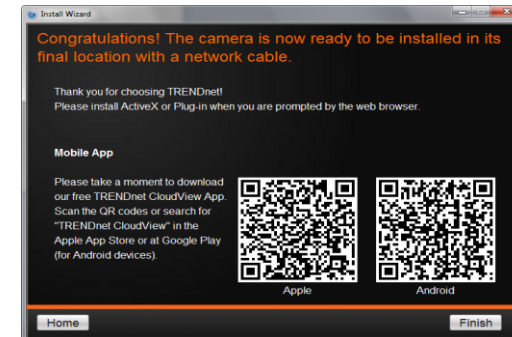 Install Wizard
Congratulations! The camera is now ready to be installed in its
final location with a network cable.
Thank you for choosing TRENDnet!
Please install ActiveX or Plug-in when you are prompted by the web browser.
Mobile App
Please take a moment to download
our free TRENDnet CloudView App.
Scan the QR codes or search for
"TRENDnet CloudView" in the
Apple App Store or at Google Play
(for Android devices).
Apple
Android
Home
Finish